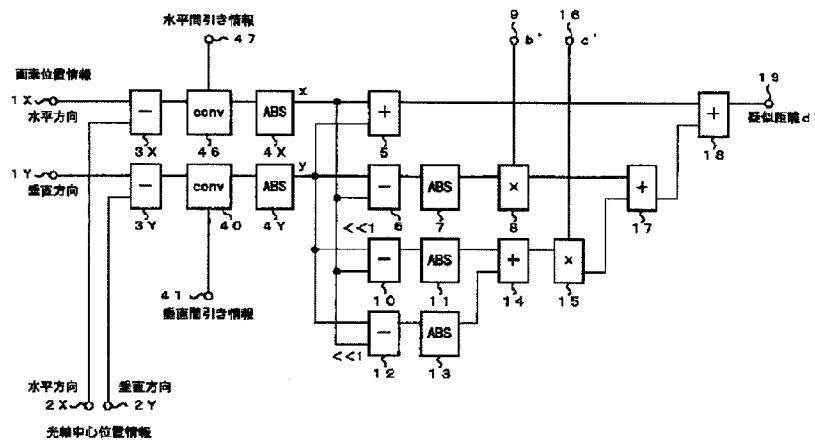 水平間引き情報
47
9
16
b'
c'
画素位置情報
1X
水平方向
−
conv
ABS
x
+
+
19
疑似距離d'
3X
46
4X
5
18
1Y
垂直方向
−
conv
ABS
y
−
ABS
×
+
3Y
40
4Y
<<1
6
7
8
17
−
ABS
+
×
41
垂直間引き情報
10
11
14
15
−
ABS
<<1
12
13
水平方向
垂直方向
2X
2Y
光軸中心位置情報